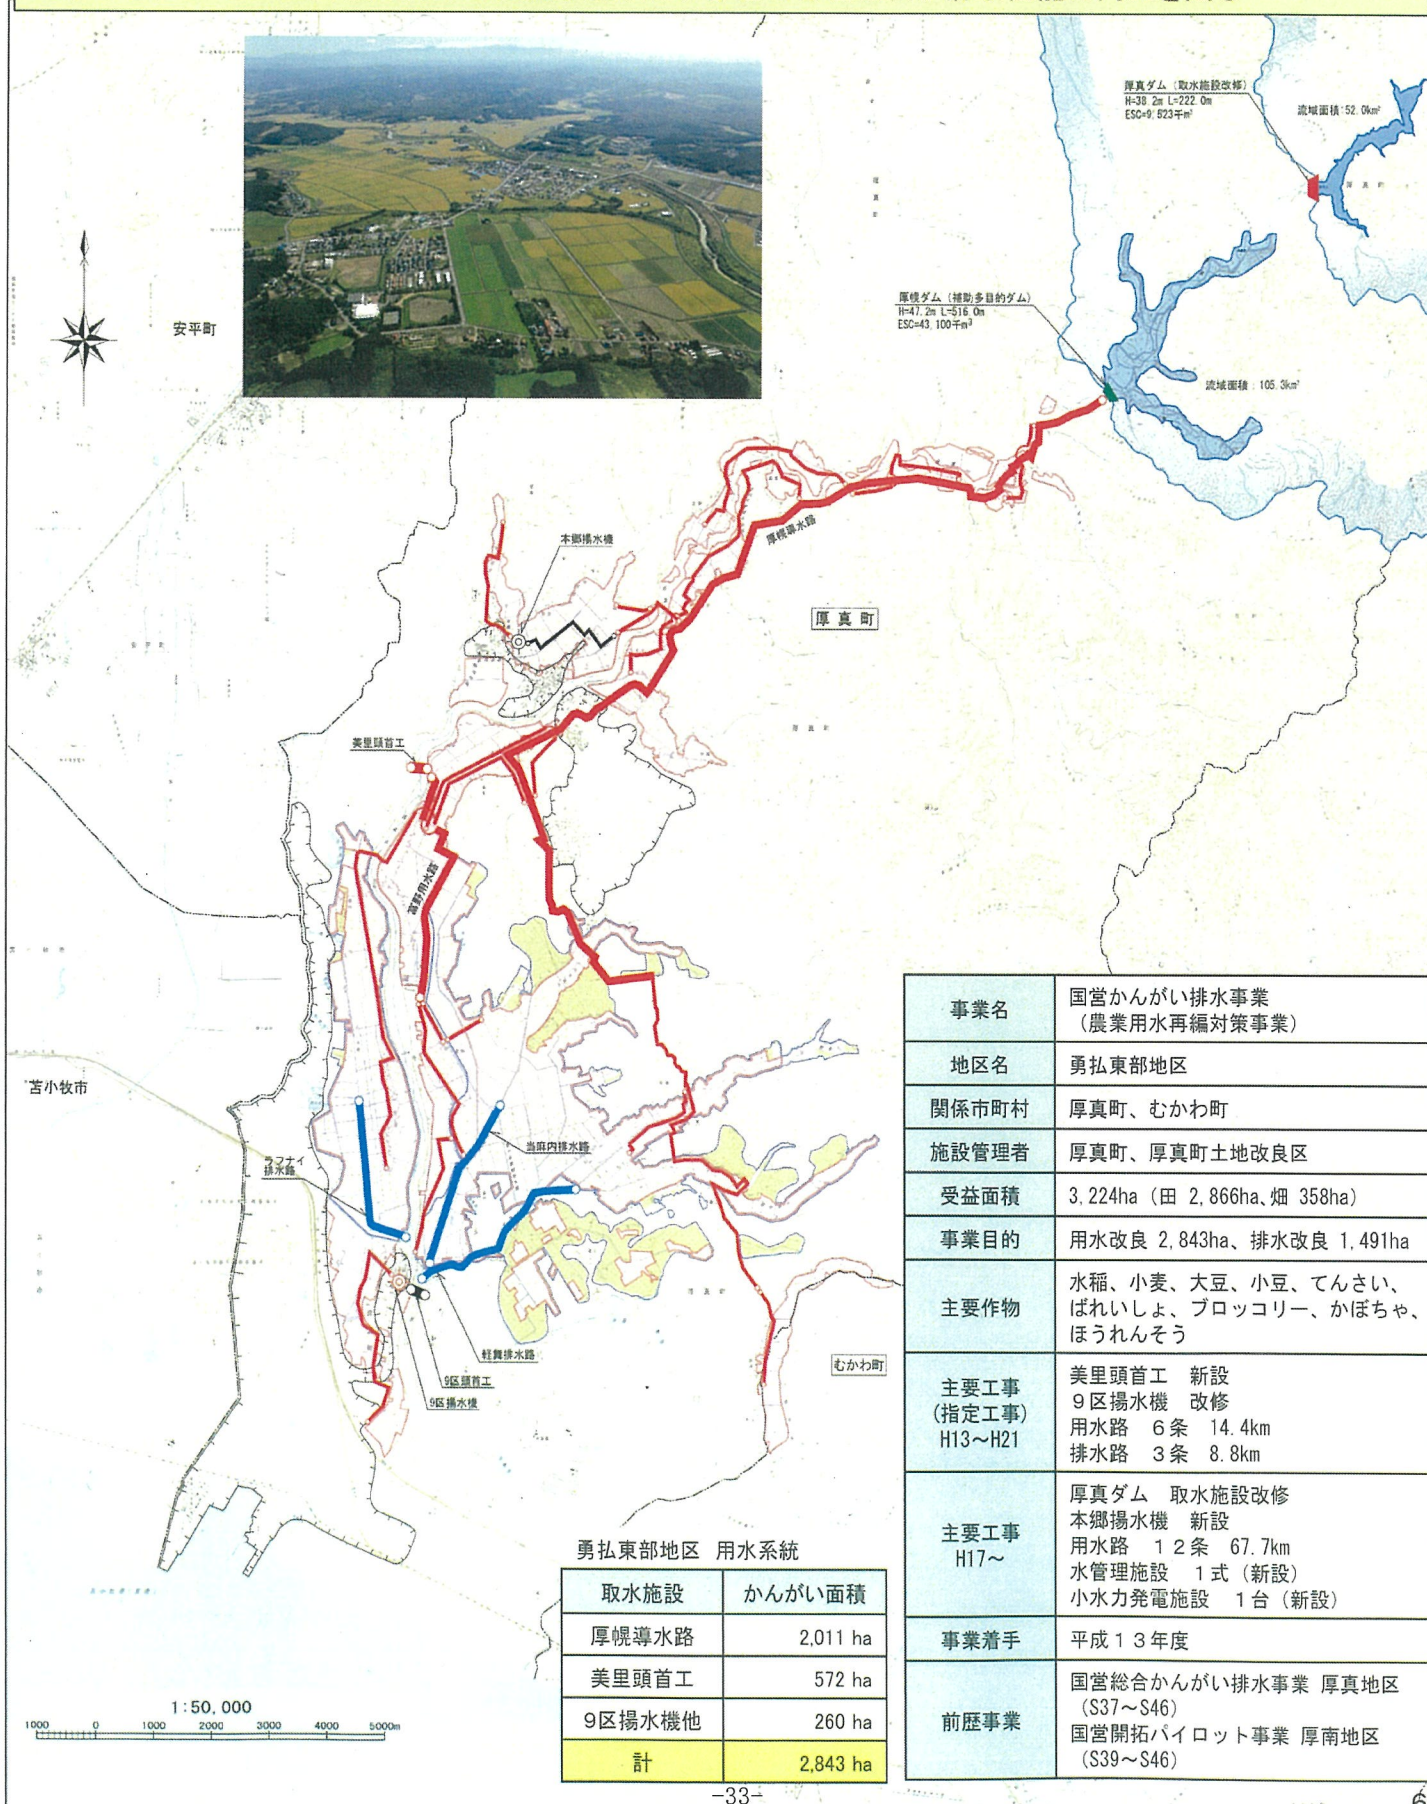 厚真ダム（取水施設改修）
H=38.2m L=222.0m
ESC=9,523千m³
流域面積:52.0km²
厚真町
厚幌ダム（補助多目的ダム）
H=47.2m L=516.0m
ESC=43,100千m³
流域面積:105.3km²
安平町
本郷揚水機
厚幌導水路
厚真町
美里頭首工
富野用水路
苫小牧市
当麻内排水路
ラフナイ
排水路
軽舞排水路
9区頭首工
9区揚水機
むかわ町
事業名
国営かんがい排水事業
（農業用水再編対策事業）
地区名
勇払東部地区
関係市町村
厚真町、むかわ町
施設管理者
厚真町、厚真町土地改良区
受益面積
3,224ha（田 2,866ha、畑 358ha）
事業目的
用水改良 2,843ha、排水改良 1,491ha
主要作物
水稲、小麦、大豆、小豆、てんさい、
ばれいしょ、ブロッコリー、かぼちゃ、
ほうれんそう
主要工事
（指定工事）
H13～H21
美里頭首工　新設
９区揚水機　改修
用水路　６条　14.4km
排水路　３条　8.8km
主要工事
H17～
厚真ダム　取水施設改修
本郷揚水機　新設
用水路　１２条　67.7km
水管理施設　１式（新設）
小水力発電施設　１台（新設）
事業着手
平成１３年度
前歴事業
国営総合かんがい排水事業 厚真地区
（S37～S46）
国営開拓パイロット事業 厚南地区
（S39～S46）
勇払東部地区　用水系統
取水施設
かんがい面積
厚幌導水路
2,011 ha
美里頭首工
572 ha
9区揚水機他
260 ha
計
2,843 ha
1:50,000
1000 0 1000 2000 3000 4000 5000m
-33-